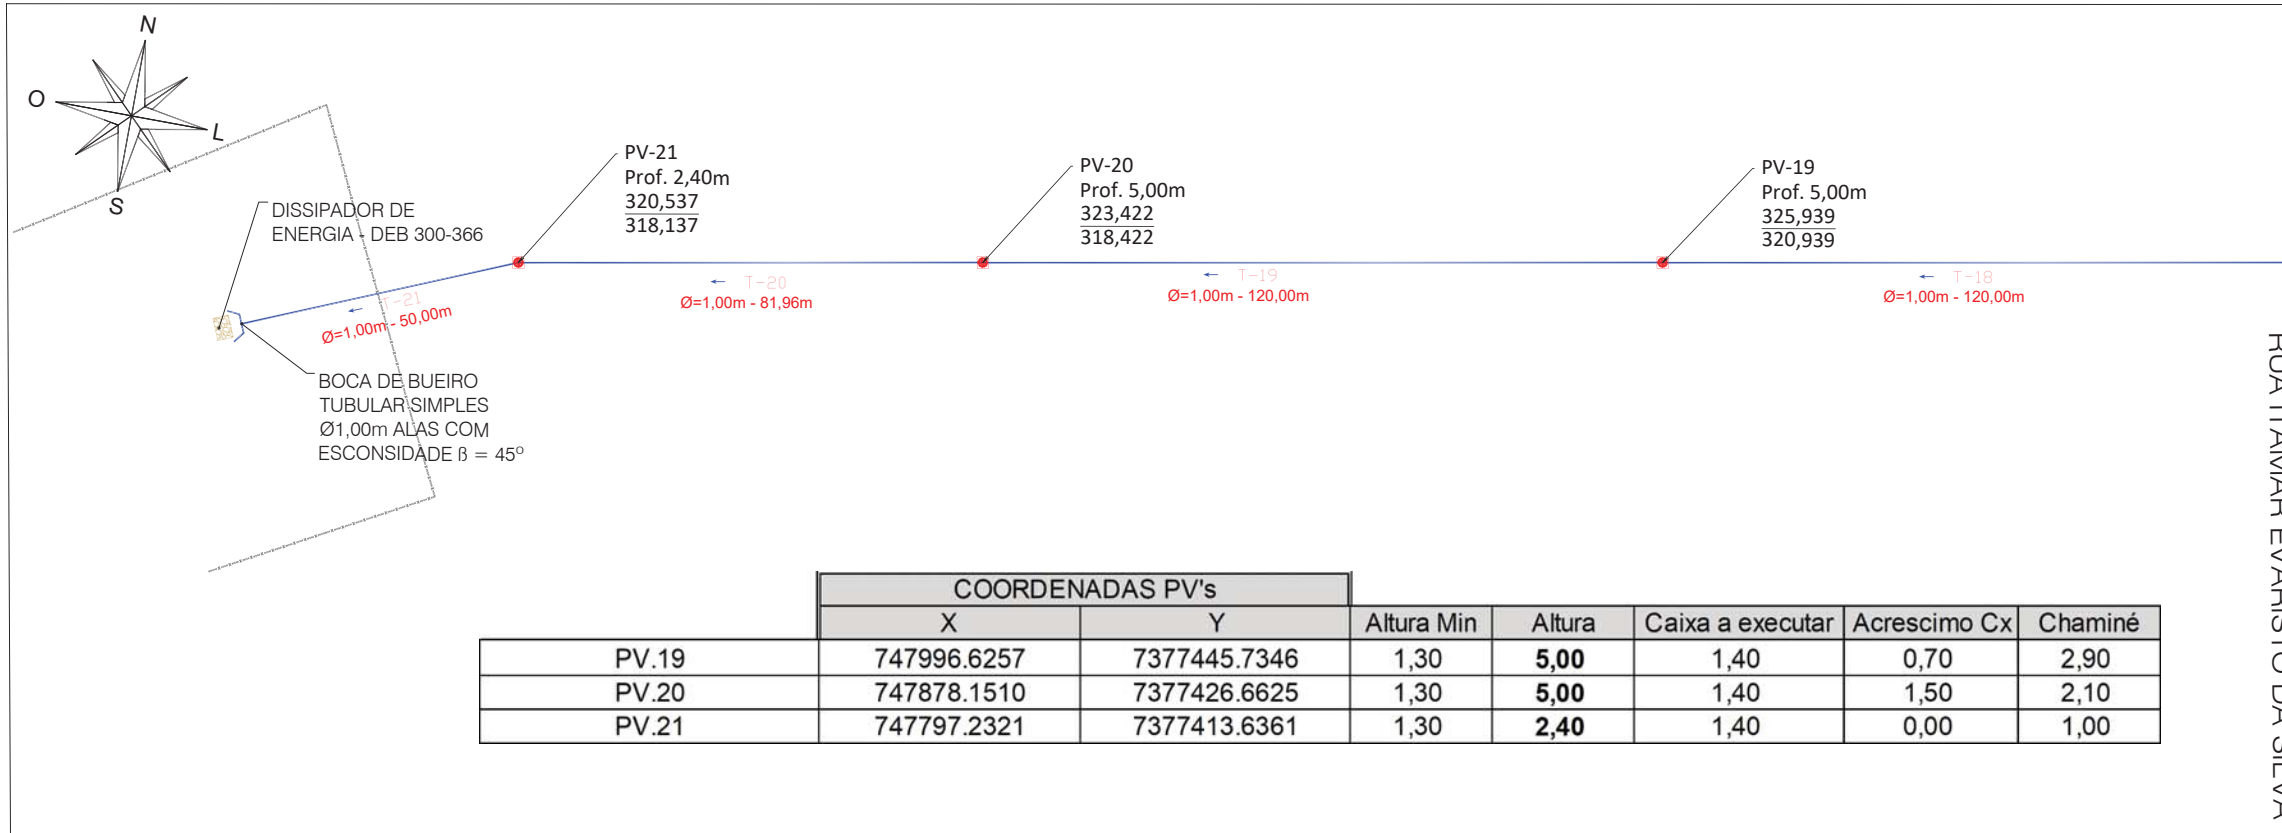 N
O
L
S
DISSIPADOR DE
ENERGIA - DEB 300-366
PV-21
Prof. 2,40m
320,537
318,137
PV-20
Prof. 5,00m
323,422
318,422
PV-19
Prof. 5,00m
325,939
320,939
T-21
Ø=1,00m - 50,00m
T-20
Ø=1,00m - 81,96m
T-19
Ø=1,00m - 120,00m
T-18
Ø=1,00m - 120,00m
BOCA DE BUEIRO
TUBULAR SIMPLES
Ø1,00m ALAS COM
ESCONSIDADE ß = 45º
RUA ITAMAR EVARISTO DA SILVA
COORDENADAS PV's
X Y Altura Min Altura Caixa a executar Acrescimo Cx Chaminé
PV.19 747996.6257 7377445.7346 1,30 5,00 1,40 0,70 2,90
PV.20 747878.1510 7377426.6625 1,30 5,00 1,40 1,50 2,10
PV.21 747797.2321 7377413.6361 1,30 2,40 1,40 0,00 1,00